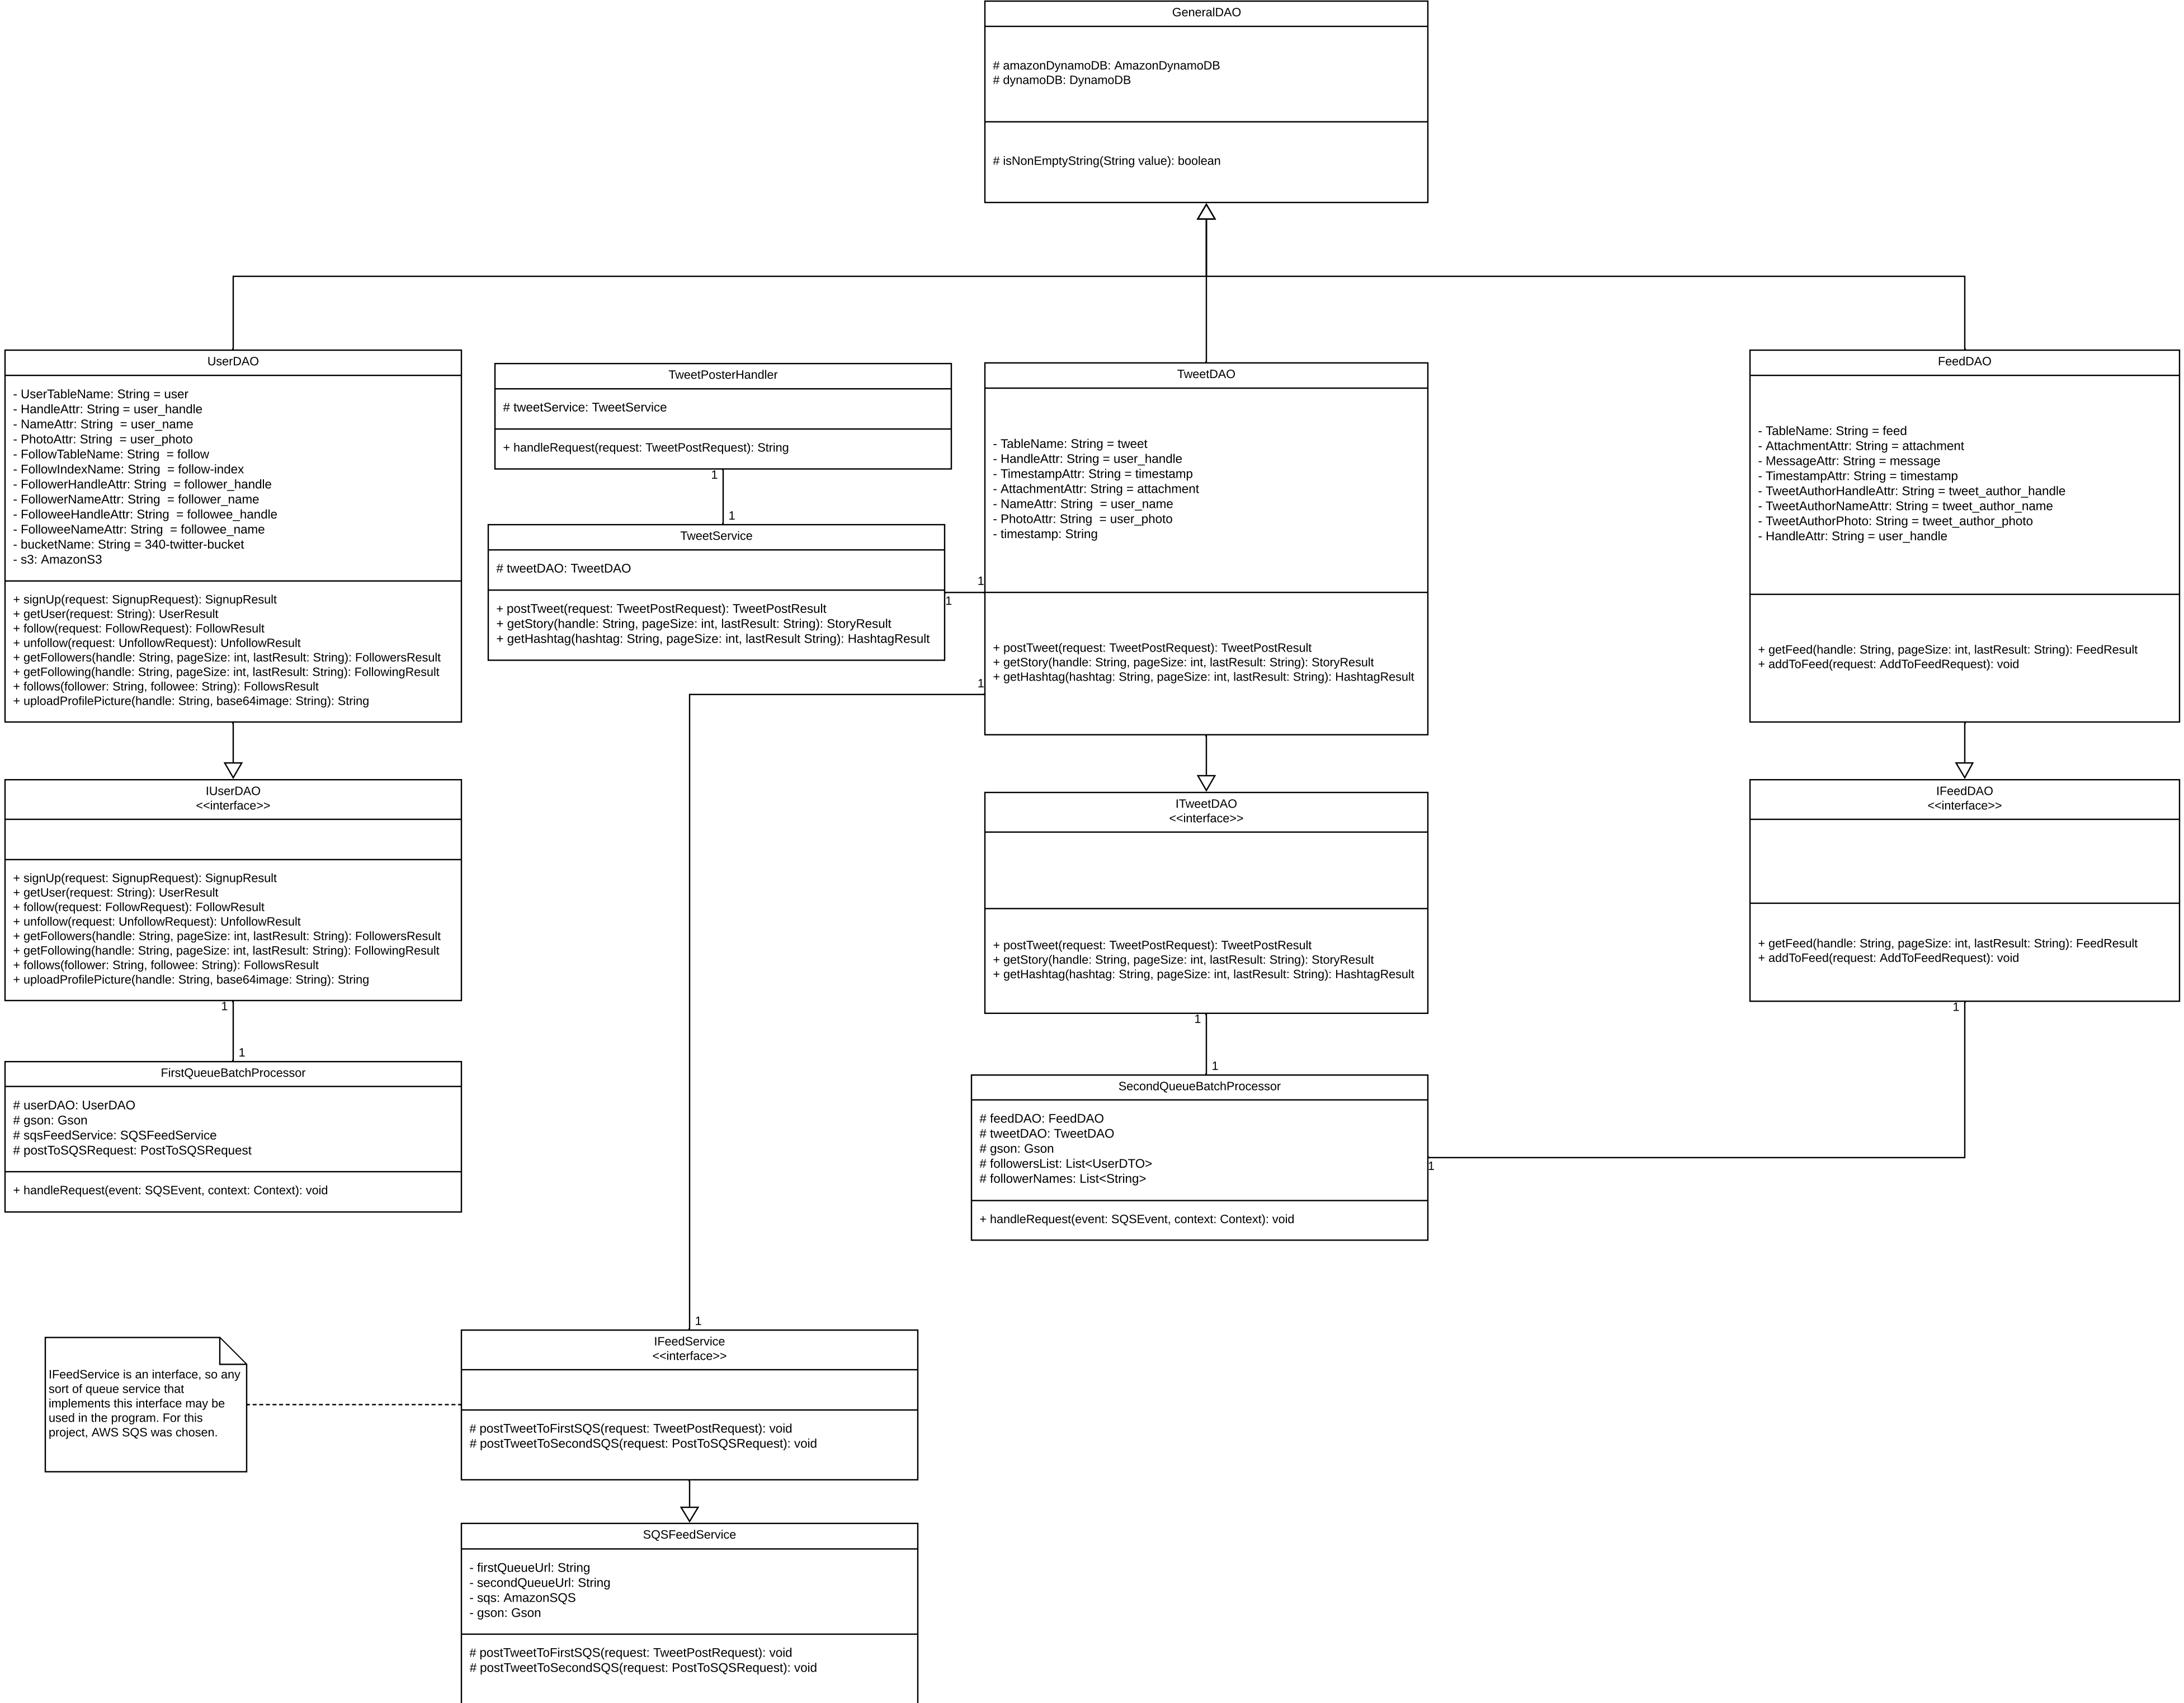 GeneralDAO
# amazonDynamoDB: AmazonDynamoDB
# dynamoDB: DynamoDB
# isNonEmptyString(String value): boolean
UserDAO
- UserTableName: String = user
- HandleAttr: String = user_handle
- NameAttr: String  = user_name
- PhotoAttr: String  = user_photo
- FollowTableName: String  = follow
- FollowIndexName: String  = follow-index
- FollowerHandleAttr: String  = follower_handle
- FollowerNameAttr: String  = follower_name
- FolloweeHandleAttr: String  = followee_handle
- FolloweeNameAttr: String  = followee_name
- bucketName: String = 340-twitter-bucket
- s3: AmazonS3
+ signUp(request: SignupRequest): SignupResult
+ getUser(request: String): UserResult
+ follow(request: FollowRequest): FollowResult
+ unfollow(request: UnfollowRequest): UnfollowResult
+ getFollowers(handle: String, pageSize: int, lastResult: String): FollowersResult
+ getFollowing(handle: String, pageSize: int, lastResult: String): FollowingResult
+ follows(follower: String, followee: String): FollowsResult
+ uploadProfilePicture(handle: String, base64image: String): String
TweetPosterHandler
# tweetService: TweetService
+ handleRequest(request: TweetPostRequest): String
1
1
TweetService
# tweetDAO: TweetDAO
+ postTweet(request: TweetPostRequest): TweetPostResult
+ getStory(handle: String, pageSize: int, lastResult: String): StoryResult
+ getHashtag(hashtag: String, pageSize: int, lastResult String): HashtagResult
1
1
TweetDAO
- TableName: String = tweet
- HandleAttr: String = user_handle
- TimestampAttr: String = timestamp
- AttachmentAttr: String = attachment
- NameAttr: String  = user_name
- PhotoAttr: String  = user_photo
- timestamp: String
+ postTweet(request: TweetPostRequest): TweetPostResult
+ getStory(handle: String, pageSize: int, lastResult: String): StoryResult
+ getHashtag(hashtag: String, pageSize: int, lastResult: String): HashtagResult
1
FeedDAO
- TableName: String = feed
- AttachmentAttr: String = attachment
- MessageAttr: String = message
- TimestampAttr: String = timestamp
- TweetAuthorHandleAttr: String = tweet_author_handle
- TweetAuthorNameAttr: String = tweet_author_name
- TweetAuthorPhoto: String = tweet_author_photo
- HandleAttr: String = user_handle
+ getFeed(handle: String, pageSize: int, lastResult: String): FeedResult
+ addToFeed(request: AddToFeedRequest): void
IUserDAO
<<interface>>
+ signUp(request: SignupRequest): SignupResult
+ getUser(request: String): UserResult
+ follow(request: FollowRequest): FollowResult
+ unfollow(request: UnfollowRequest): UnfollowResult
+ getFollowers(handle: String, pageSize: int, lastResult: String): FollowersResult
+ getFollowing(handle: String, pageSize: int, lastResult: String): FollowingResult
+ follows(follower: String, followee: String): FollowsResult
+ uploadProfilePicture(handle: String, base64image: String): String
1
1
ITweetDAO
<<interface>>
+ postTweet(request: TweetPostRequest): TweetPostResult
+ getStory(handle: String, pageSize: int, lastResult: String): StoryResult
+ getHashtag(hashtag: String, pageSize: int, lastResult: String): HashtagResult
1
1
IFeedDAO
<<interface>>
+ getFeed(handle: String, pageSize: int, lastResult: String): FeedResult
+ addToFeed(request: AddToFeedRequest): void
1
FirstQueueBatchProcessor
# userDAO: UserDAO
# gson: Gson
# sqsFeedService: SQSFeedService
# postToSQSRequest: PostToSQSRequest
+ handleRequest(event: SQSEvent, context: Context): void
SecondQueueBatchProcessor
# feedDAO: FeedDAO
# tweetDAO: TweetDAO
# gson: Gson
# followersList: List<UserDTO>
# followerNames: List<String>
+ handleRequest(event: SQSEvent, context: Context): void
1
1
IFeedService is an interface, so any
sort of queue service that
implements this interface may be
used in the program. For this
project, AWS SQS was chosen.
IFeedService
<<interface>>
# postTweetToFirstSQS(request: TweetPostRequest): void
# postTweetToSecondSQS(request: PostToSQSRequest): void
SQSFeedService
- firstQueueUrl: String
- secondQueueUrl: String
- sqs: AmazonSQS
- gson: Gson
# postTweetToFirstSQS(request: TweetPostRequest): void
# postTweetToSecondSQS(request: PostToSQSRequest): void